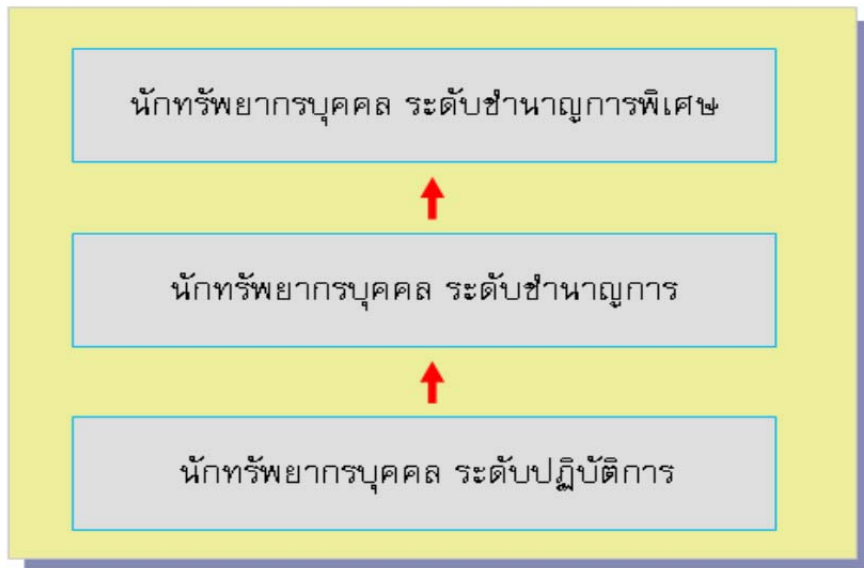 นักทรัพยากรบุคคล ระดับชำนาญการพิเศษ
นักทรัพยากรบุคคล ระดับชำนาญการ
นักทรัพยากรบุคคล ระดับปฏิบัติการ